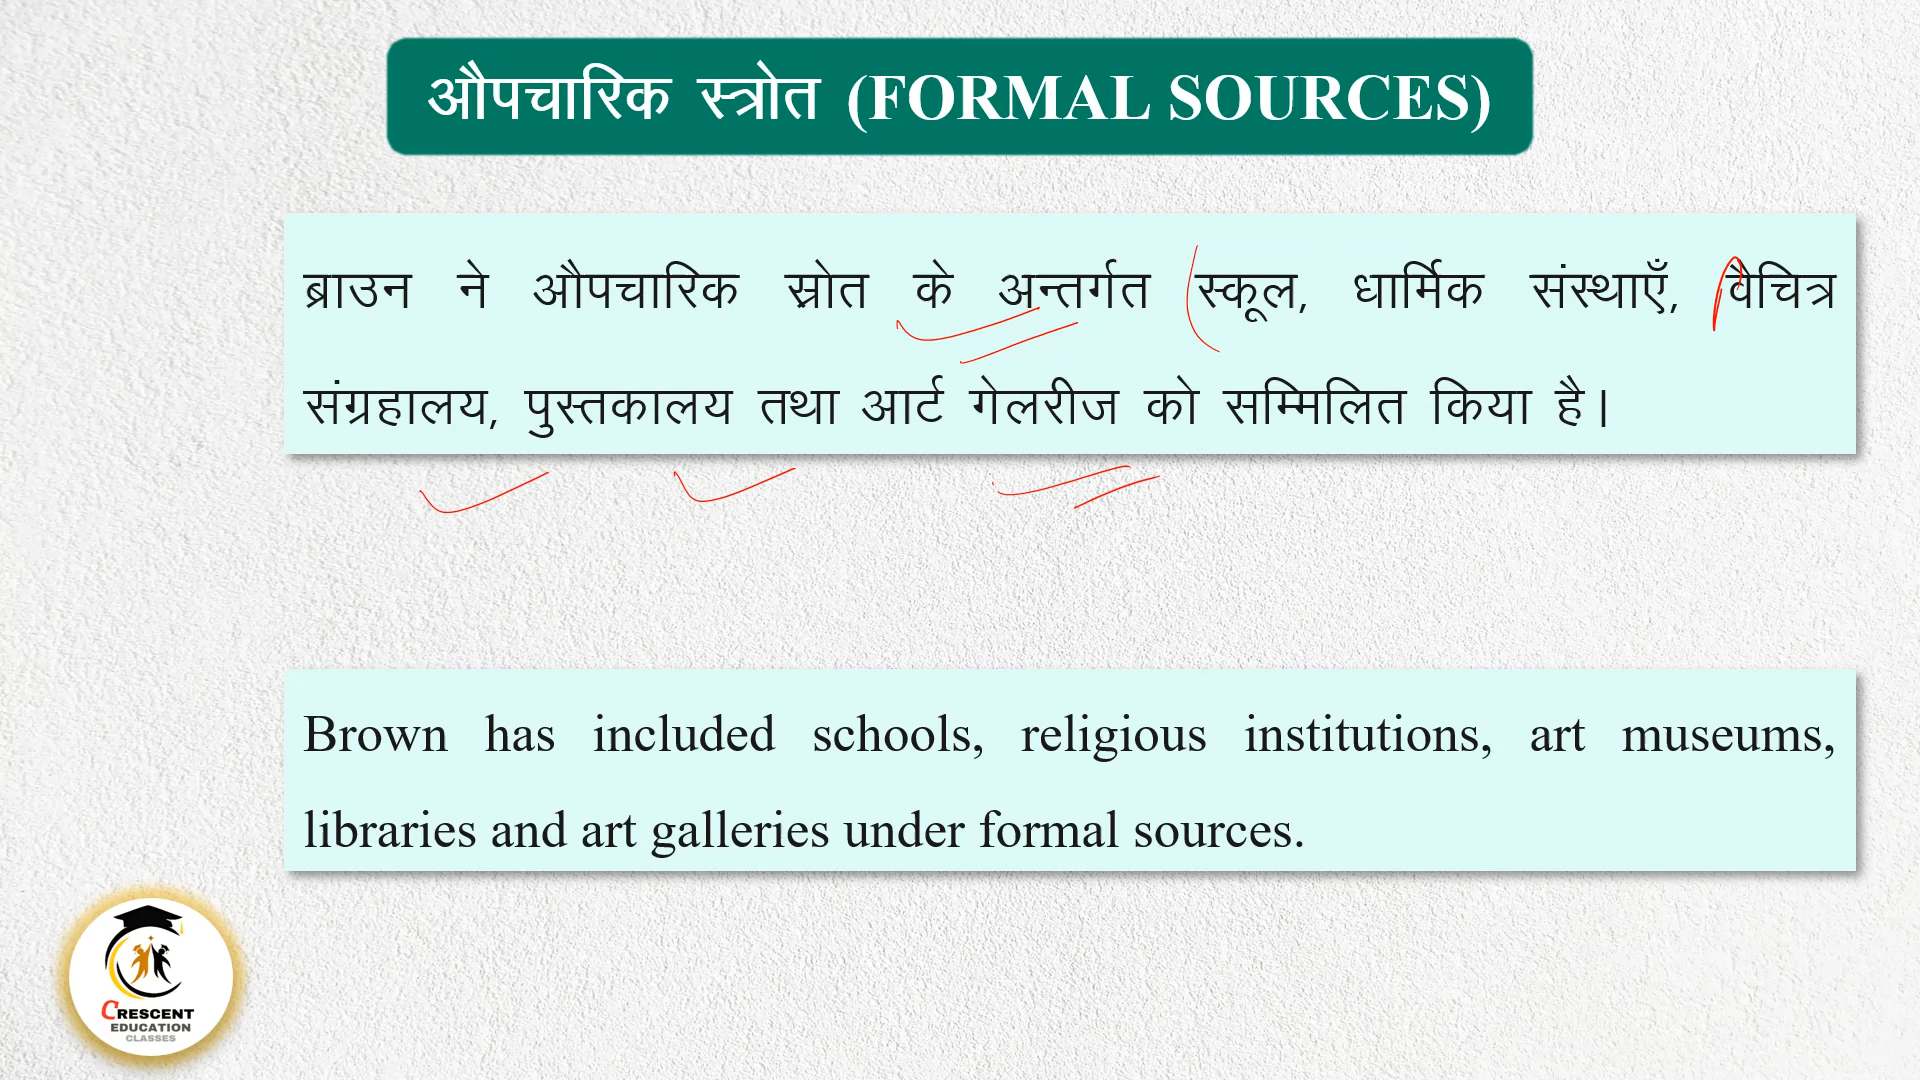 औपचारिक स्त्रोत (FORMAL SOURCES)
ब्राउन ने औपचारिक स्रोत के अन्तर्गत स्कूल, धार्मिक संस्थाएँ, वैचित्र
संग्रहालय, पुस्तकालय तथा आर्ट गेलरीज को सम्मिलित किया है।
Brown has included schools, religious institutions, art museums,
libraries and art galleries under formal sources.
CRESCENT
EDUCATION
CLASSES